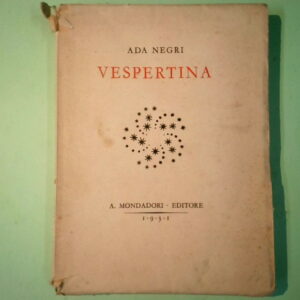 ADA NEGRI
VESPERTINA
A. MONDADORI - EDITORE
1-9-3-1